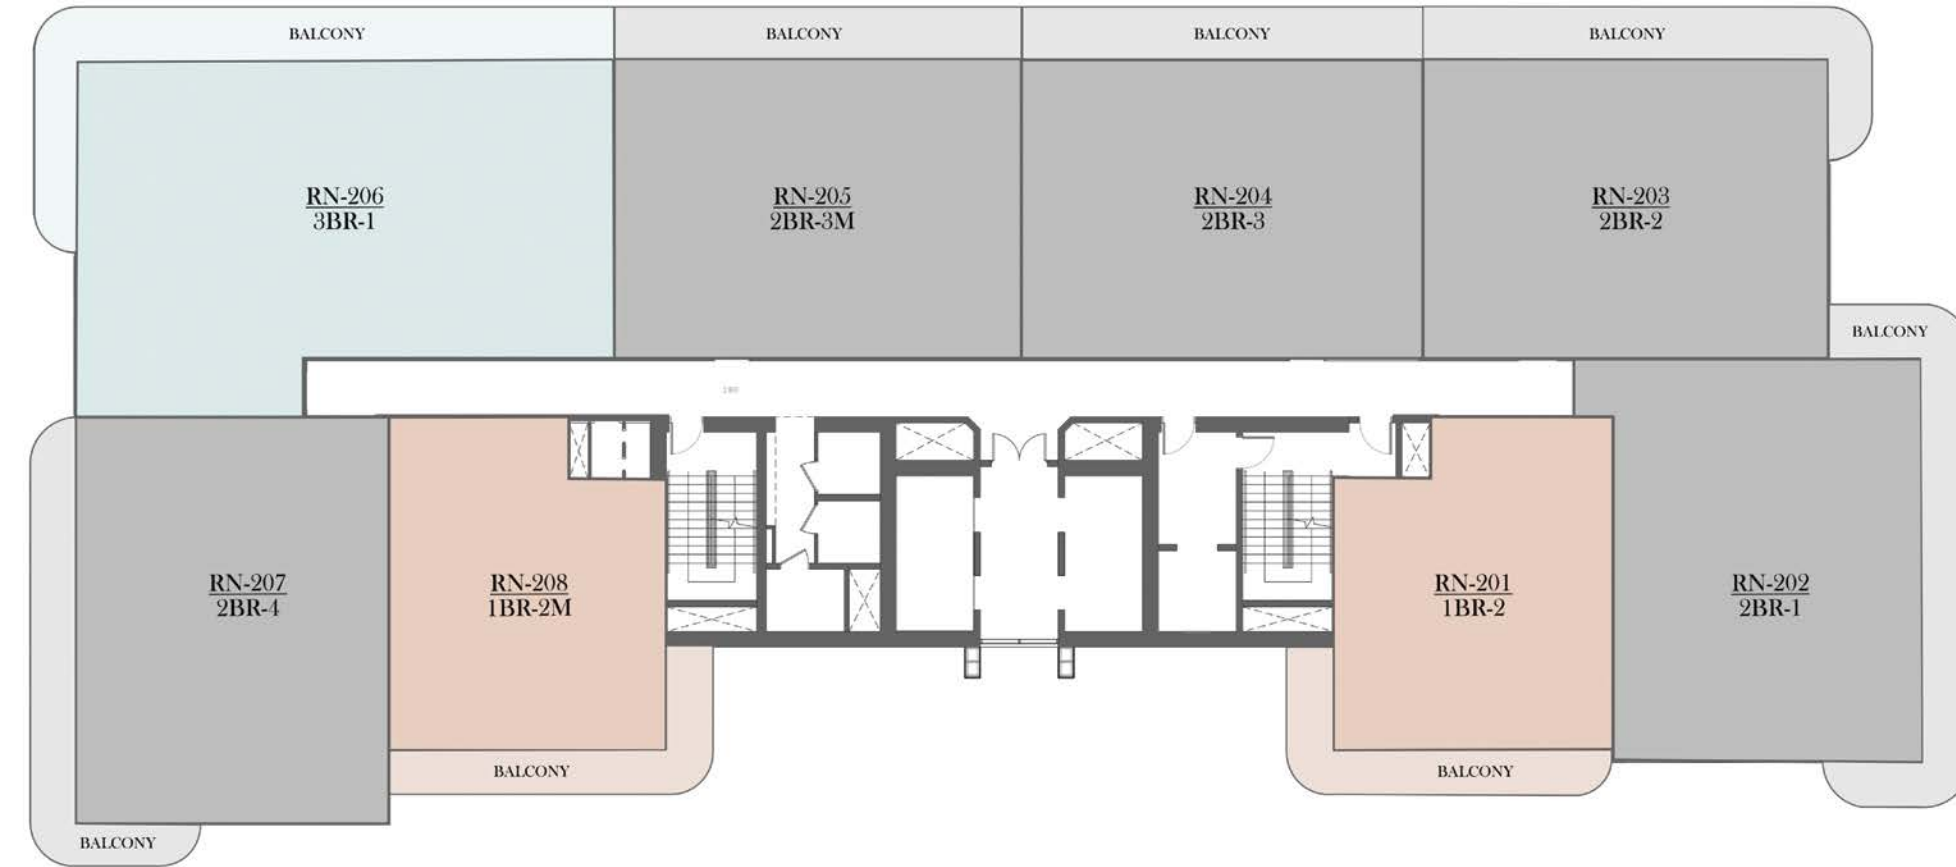 BALCONY
BALCONY
BALCONY
BALCONY
RN-206
3BR-1
RN-205
2BR-3M
RN-204
2BR-3
RN-203
2BR-2
BALCONY
RN-207
2BR-4
RN-208
1BR-2M
RN-201
1BR-2
RN-202
2BR-1
BALCONY
BALCONY
BALCONY